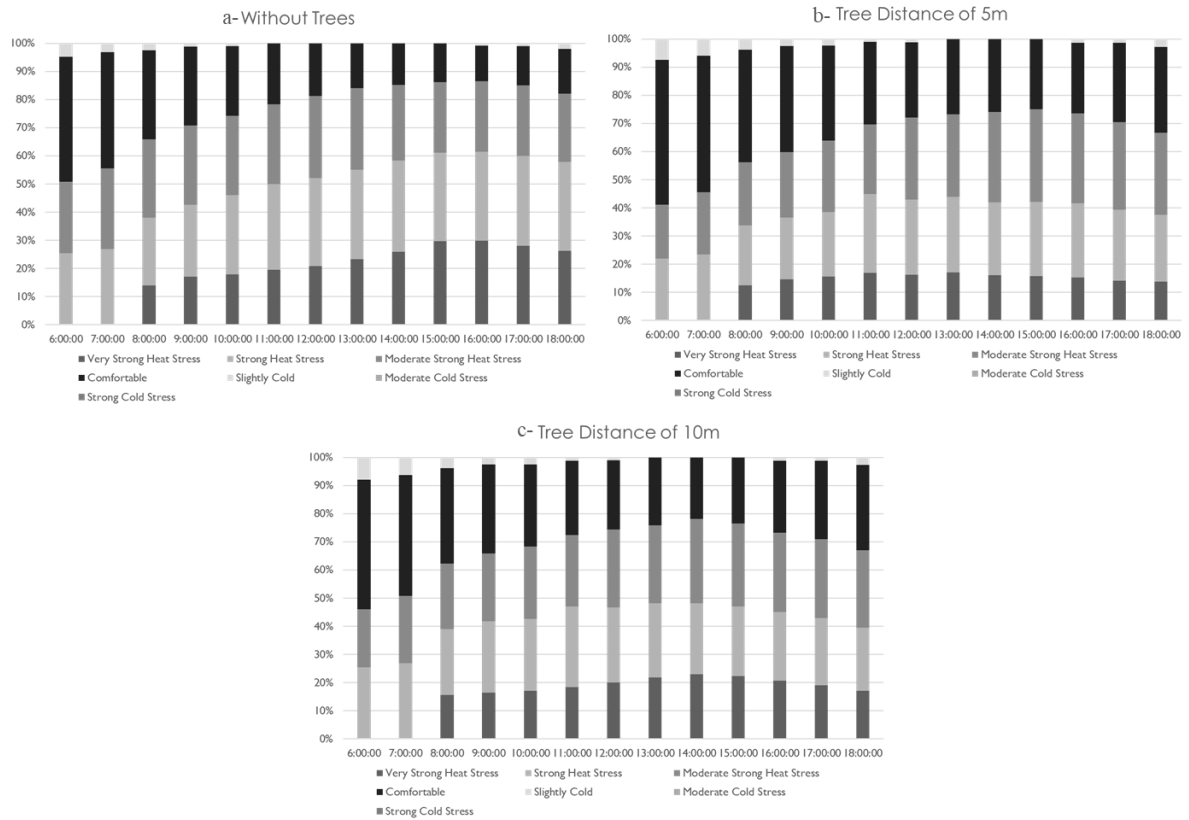 a- Without Trees
100%
90%
80%
70%
60%
50%
40%
30%
20%
10%
0%
6:00:00 7:00:00 8:00:00 9:00:00 10:00:00 11:00:00 12:00:00 13:00:00 14:00:00 15:00:00 16:00:00 17:00:00 18:00:00
Very Strong Heat Stress Strong Heat Stress Moderate Strong Heat Stress
Comfortable Slightly Cold Moderate Cold Stress
Strong Cold Stress
b- Tree Distance of 5m
100%
90%
80%
70%
60%
50%
40%
30%
20%
10%
0%
6:00:00 7:00:00 8:00:00 9:00:00 10:00:00 11:00:00 12:00:00 13:00:00 14:00:00 15:00:00 16:00:00 17:00:00 18:00:00
Very Strong Heat Stress Strong Heat Stress Moderate Strong Heat Stress
Comfortable Slightly Cold Moderate Cold Stress
Strong Cold Stress
c- Tree Distance of 10m
100%
90%
80%
70%
60%
50%
40%
30%
20%
10%
0%
6:00:00 7:00:00 8:00:00 9:00:00 10:00:00 11:00:00 12:00:00 13:00:00 14:00:00 15:00:00 16:00:00 17:00:00 18:00:00
Very Strong Heat Stress Strong Heat Stress Moderate Strong Heat Stress
Comfortable Slightly Cold Moderate Cold Stress
Strong Cold Stress